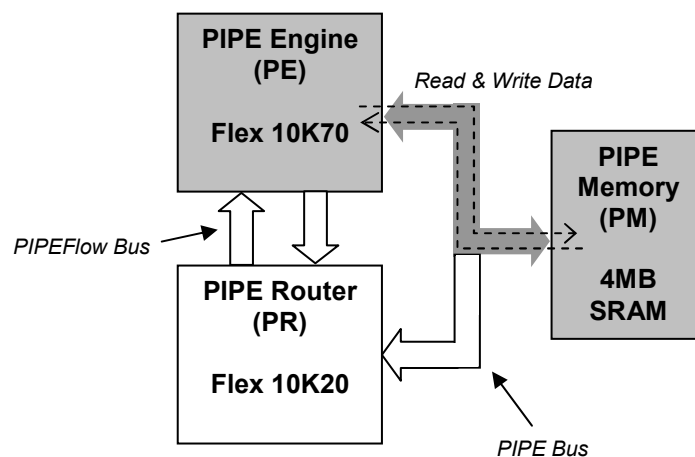 PIPE Engine
(PE)
Flex 10K70
Read & Write Data
PIPE
Memory
(PM)
4MB
SRAM
PIPEFlow Bus
PIPE Router
(PR)
Flex 10K20
PIPE Bus